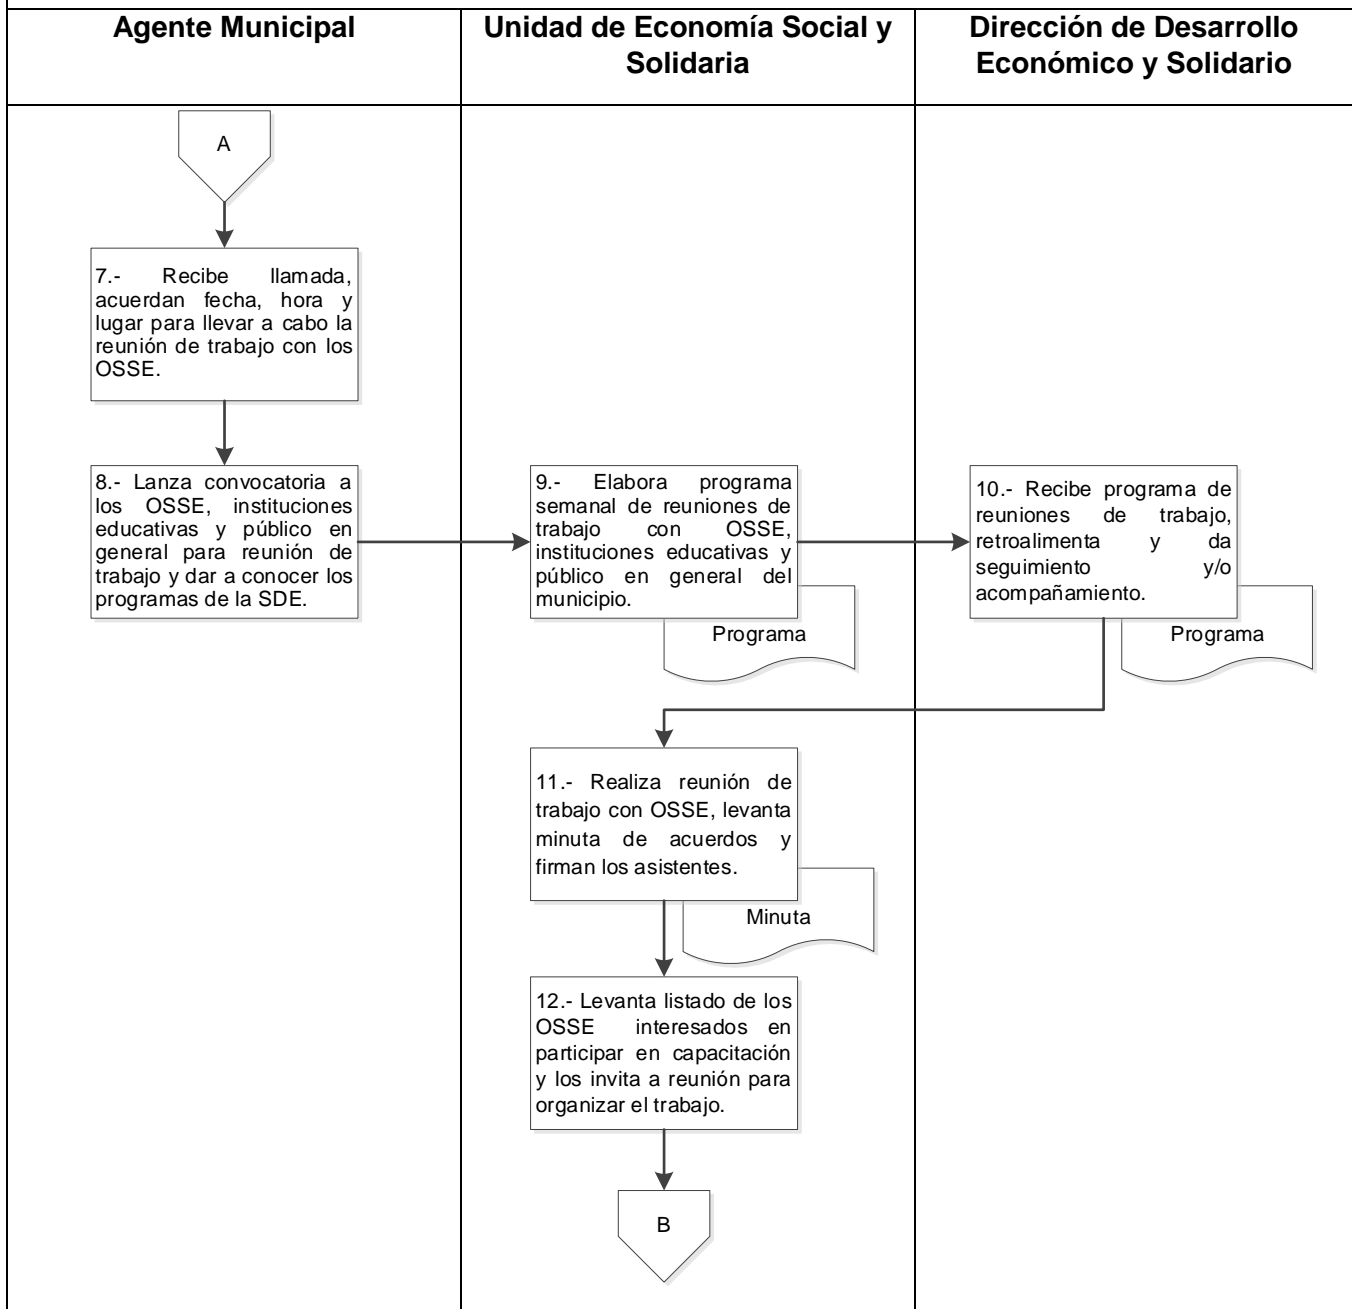 Agente Municipal
Unidad de Economía Social y
Solidaria
Dirección de Desarrollo
Económico y Solidario
A
7.- Recibe llamada,
acuerdan fecha, hora y
lugar para llevar a cabo la
reunión de trabajo con los
OSSE.
8.- Lanza convocatoria a
los OSSE, instituciones
educativas y público en
general para reunión de
trabajo y dar a conocer los
programas de la SDE.
9.- Elabora programa
semanal de reuniones de
trabajo con OSSE,
instituciones educativas y
público en general del
municipio.
Programa
10.- Recibe programa de
reuniones de trabajo,
retroalimenta y da
seguimiento y/o
acompañamiento.
Programa
11.- Realiza reunión de
trabajo con OSSE, levanta
minuta de acuerdos y
firman los asistentes.
Minuta
12.- Levanta listado de los
OSSE interesados en
participar en capacitación
y los invita a reunión para
organizar el trabajo.
B